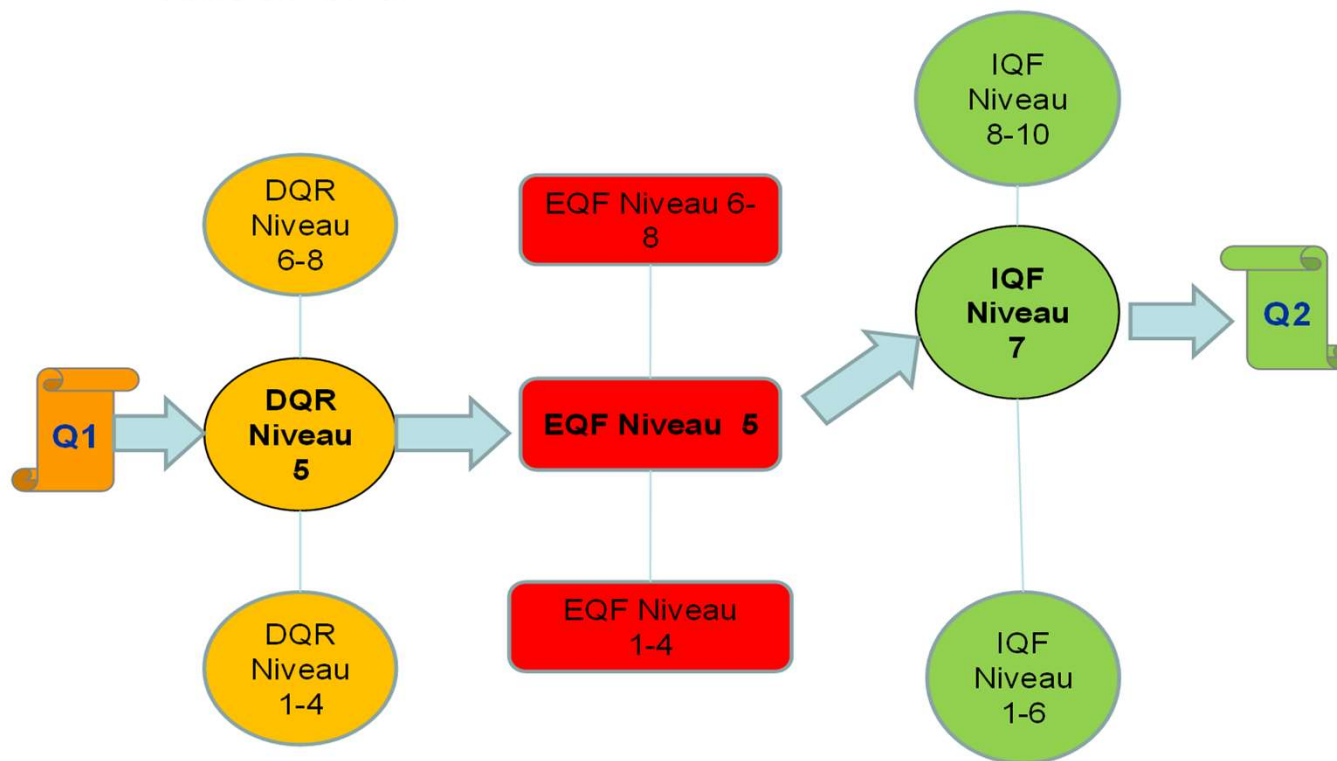 Q1
DQR
Niveau
6-8
DQR
Niveau
5
DQR
Niveau
1-4
EQF Niveau 6-
8
EQF Niveau 5
EQF Niveau
1-4
IQF
Niveau
8-10
IQF
Niveau
7
IQF
Niveau
1-6
Q2